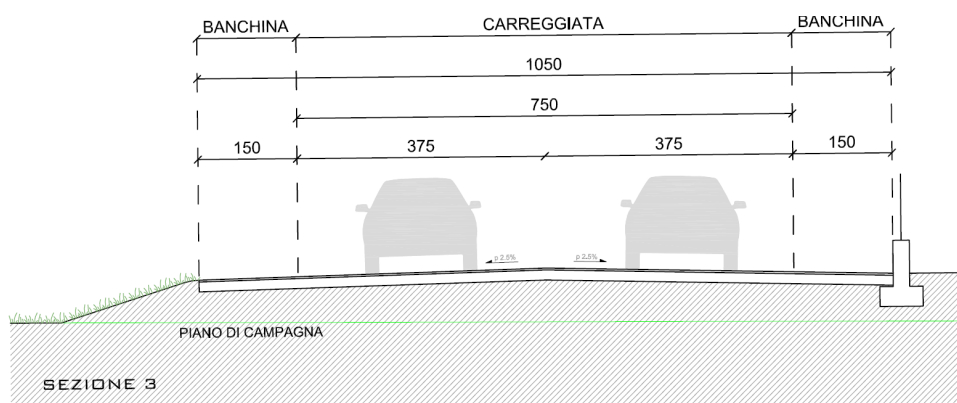 BANCHINA CARREGGIATA BANCHINA
1050
750
150 375 375 150
p 2.5% p 2.5%
PIANO DI CAMPAGNA
SEZIONE 3